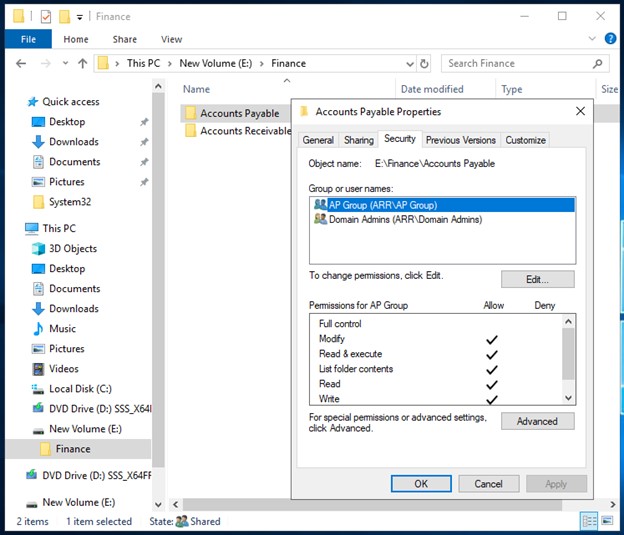 Finance
File Home Share View
This PC > New Volume (E:) > Finance
Search Finance
Name Date modified Type Size
Quick access
Desktop
Downloads
Documents
Pictures
System32
This PC
3D Objects
Desktop
Documents
Downloads
Music
Pictures
Videos
Local Disk (C:)
DVD Drive (D:) SSS_X64F
New Volume (E:)
Finance
DVD Drive (D:) SSS_X64FF
New Volume (E:)
Accounts Payable
Accounts Receivable
Accounts Payable Properties
General Sharing Security Previous Versions Customize
Object name: E:\Finance\Accounts Payable
Group or user names:
AP Group (ARR\AP Group)
Domain Admins (ARR\Domain Admins)
To change permissions, click Edit.
Edit...
Permissions for AP Group Allow Deny
Full control
Modify
Read & execute
List folder contents
Read
Write
For special permissions or advanced settings,
click Advanced.
Advanced
OK Cancel Apply
2 items 1 item selected State: Shared